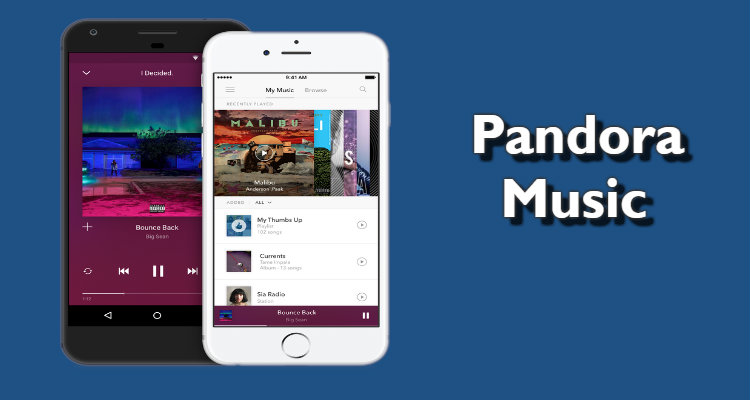 I Decided.
Bounce Back
Big Sean
1:12
9:41 AM
My Music Browse
RECENTLY PLAYED
MALIBU
Malibu
Anderson .Paak
ADDED ALL
My Thumbs Up
Playlist
102 songs
Currents
Tame Impala
Album · 13 songs
Sia Radio
Station
Bounce Back
Big Sean
Pandora
Music